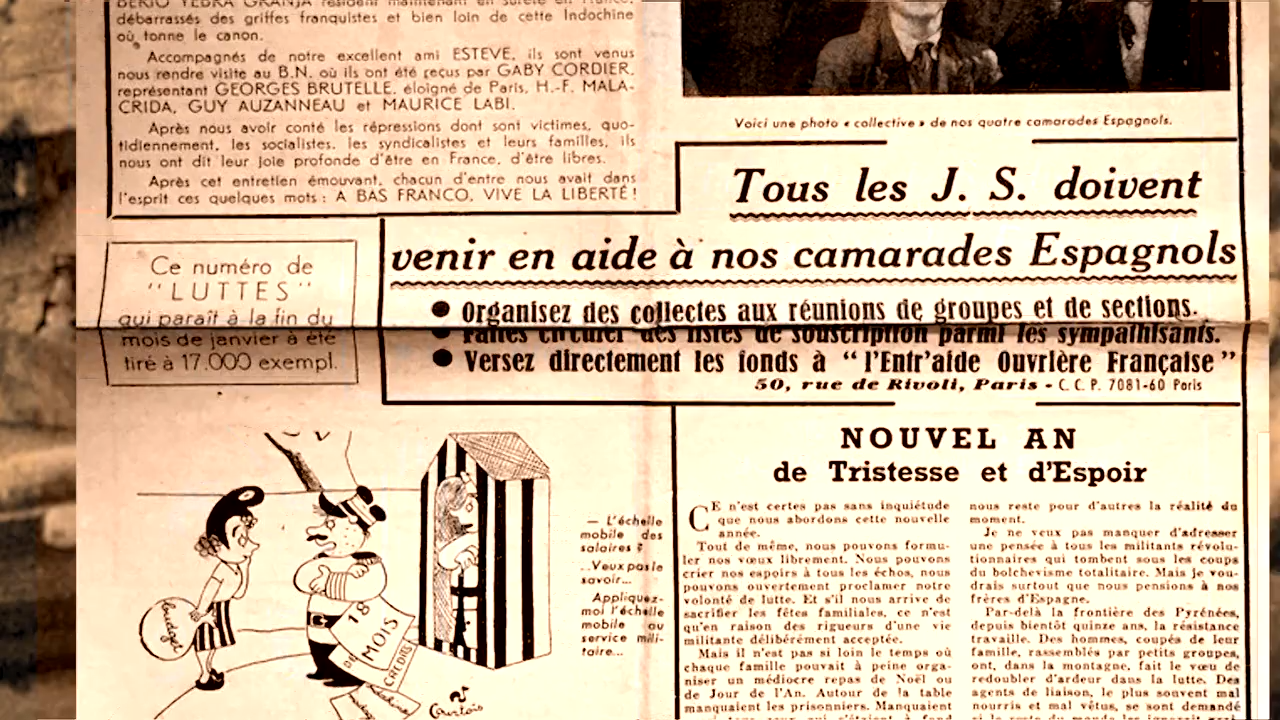 DERIO YEBRA GRANJA résident maintenant en sûreté en France,
débarrassés des griffes franquistes et bien loin de cette Indochine
où tonne le canon.
Accompagnés de notre excellent ami ESTEVE, ils sont venus
nous rendre visite au B.N. où ils ont été reçus par GABY CORDIER,
représentant GEORGES BRUTELLE, éloigné de Paris, H.-F. MALA-
CRIDA, GUY AUZANNEAU et MAURICE LABI.
Après nous avoir conté les répressions dont sont victimes, quo-
tidiennement, les socialistes, les syndicalistes et leurs familles, ils
nous ont dit leur joie profonde d'être en France, d'être libres.
Après cet entretien émouvant, chacun d'entre nous avait dans
l'esprit ces quelques mots : A BAS FRANCO, VIVE LA LIBERTÉ !
Voici une photo « collective » de nos quatre camarades Espagnols.
Tous les J. S. doivent
venir en aide à nos camarades Espagnols
● Organisez des collectes aux réunions de groupes et de sections.
● Faites circuler des listes de souscription parmi les sympathisants.
● Versez directement les fonds à “ l'Entr'aide Ouvrière Française ”
50, rue de Rivoli, Paris - C. C. P. 7081-60 Paris
Ce numéro de
"LUTTES"
qui paraît à la fin du
mois de janvier a été
tiré à 17.000 exempl.
budget
18
MOIS
DU
CRÉDITS
Courtois
— L'échelle
mobile des
salaires ?
...Veux pas le
savoir...
Appliquez-
moi l'échelle
mobile au
service mili-
taire...
NOUVEL AN
de Tristesse et d'Espoir
CE n'est certes pas sans inquiétude
que nous abordons cette nouvelle
année.
Tout de même, nous pouvons formu-
ler nos vœux librement. Nous pouvons
crier nos espoirs à tous les échos, nous
pouvons ouvertement proclamer notre
volonté de lutte. Et s'il nous arrive de
sacrifier les fêtes familiales, ce n'est
qu'en raison des rigueurs d'une vie
militante délibérément acceptée.
Mais il n'est pas si loin le temps où
chaque famille pouvait à peine orga-
niser un médiocre repas de Noël ou
de Jour de l'An. Autour de la table
manquaient les prisonniers. Manquaient
nous reste pour d'autres la réalité du
moment.
Je ne veux pas manquer d'adresser
une pensée à tous les militants révolu-
tionnaires qui tombent sous les coups
du bolchevisme totalitaire. Mais je vou-
drais surtout que nous pensions à nos
frères d'Espagne.
Par-delà la frontière des Pyrénées,
depuis bientôt quinze ans, la résistance
travaille. Des hommes, coupés de leur
famille, rassemblés par petits groupes,
ont, dans la montagne, fait le vœu de
redoubler d'ardeur dans la lutte. Des
agents de liaison, le plus souvent mal
nourris et mal vêtus, se sont demandé